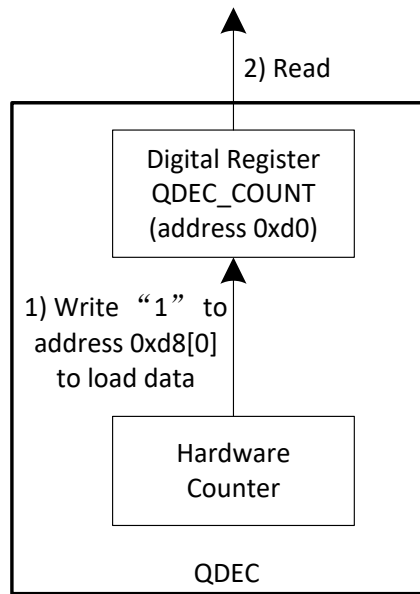 2) Read
Digital Register
QDEC_COUNT
(address 0xd0)
1) Write “1” to
address 0xd8[0]
to load data
Hardware
Counter
QDEC